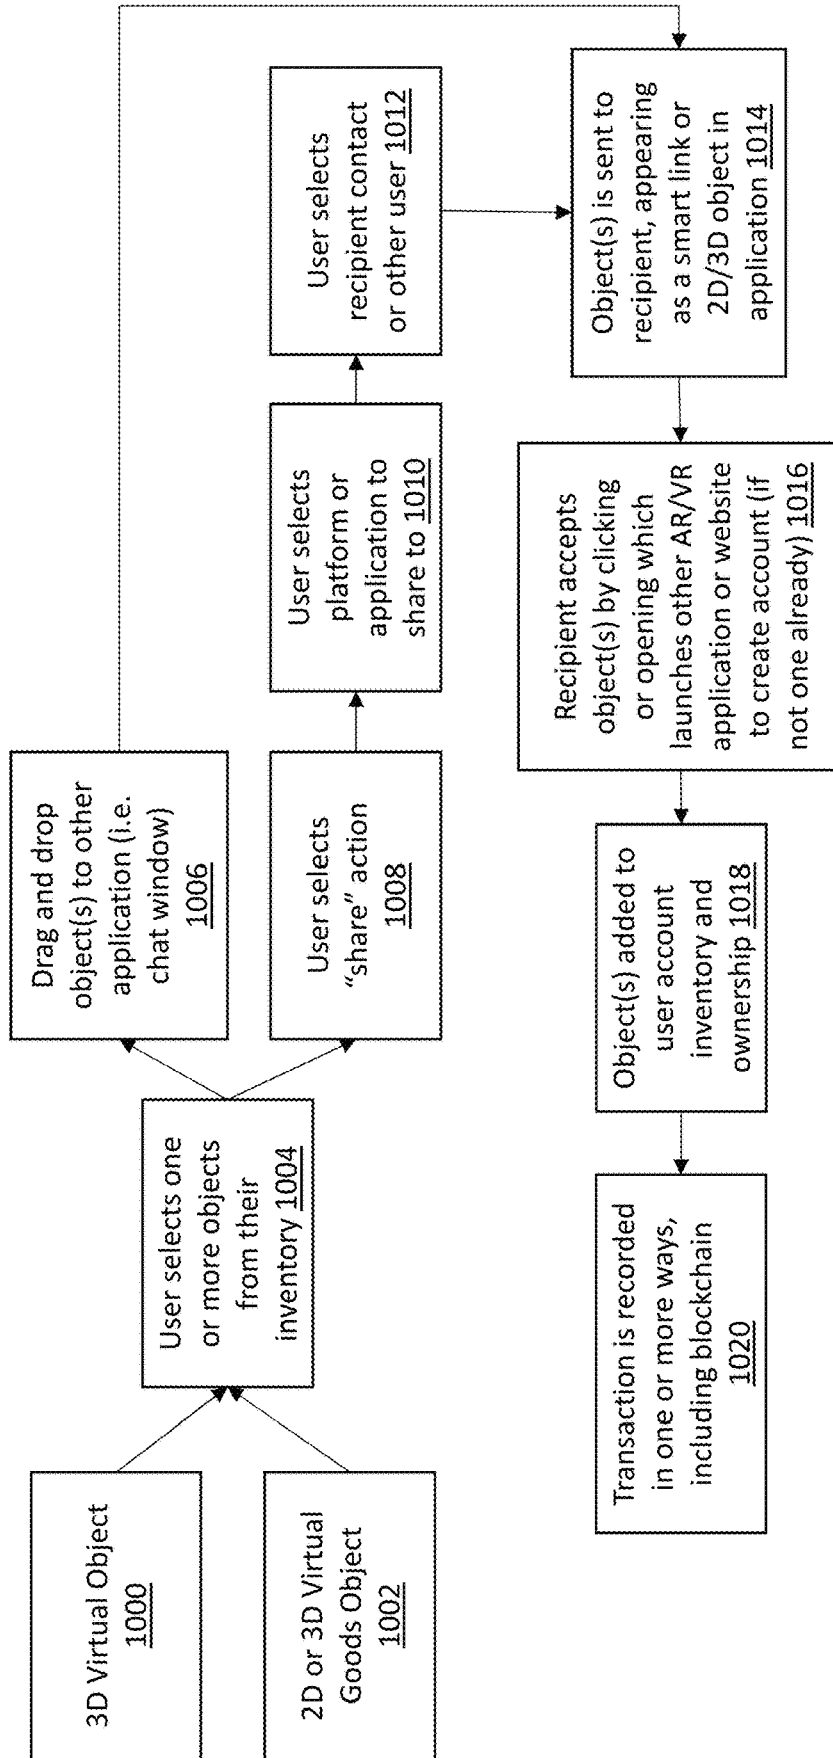 3D Virtual Object
1000
2D or 3D Virtual
Goods Object
1002
User selects one
or more objects
from their
inventory 1004
Drag and drop
object(s) to other
application (i.e.
chat window)
1006
User selects
“share” action
1008
User selects
platform or
application to
share to 1010
User selects
recipient contact
or other user 1012
Object(s) is sent to
recipient, appearing
as a smart link or
2D/3D object in
application 1014
Recipient accepts
object(s) by clicking
or opening which
launches other AR/VR
application or website
to create account (if
not one already) 1016
Object(s) added to
user account
inventory and
ownership 1018
Transaction is recorded
in one or more ways,
including blockchain
1020